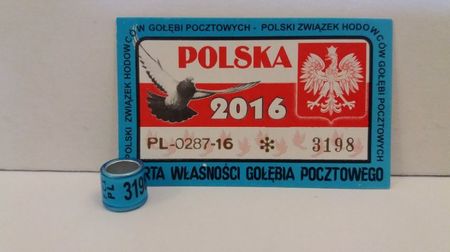 POLSKI ZWIĄZEK HODOWCÓW GOŁĘBI POCZTOWYCH - POLSKI ZWIĄZEK HODOWCÓW GOŁĘBI POCZTOWYCH
POLSKA
2016
PL-0287-16 * 3198
WŁASNOŚCI GOŁĘBIA POCZTOWEGO
PL
319